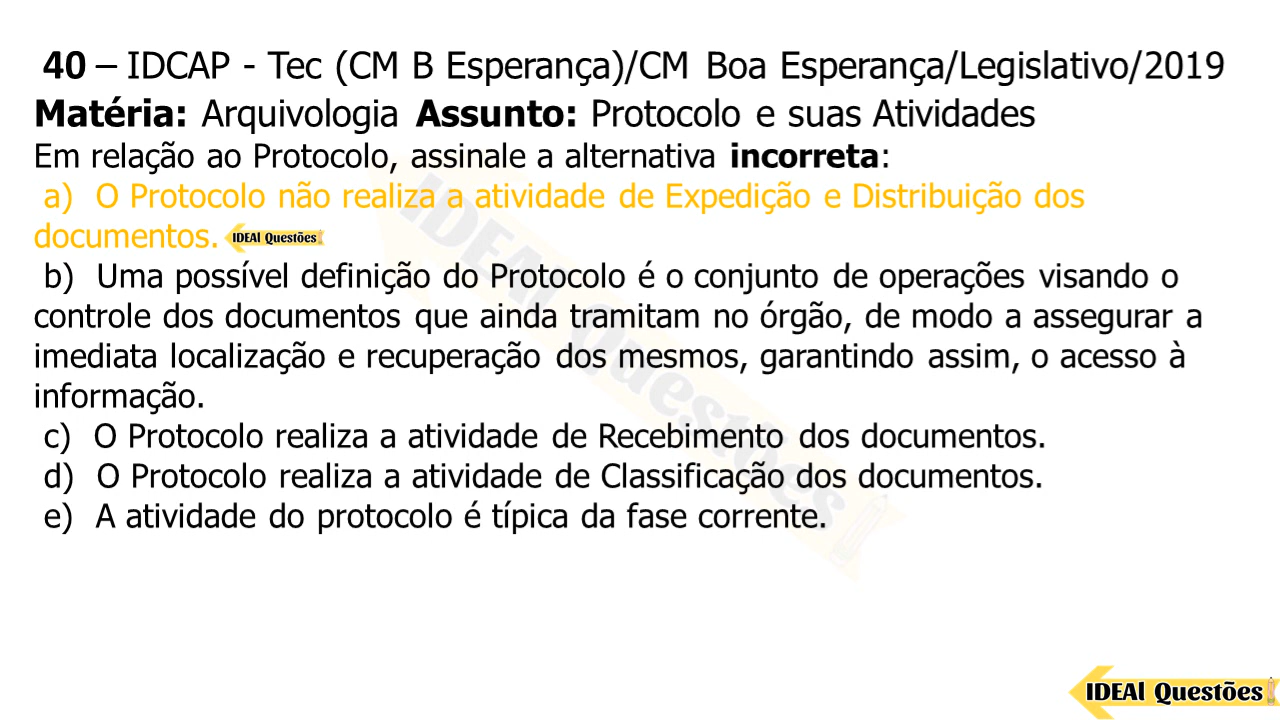 40 – IDCAP - Tec (CM B Esperança)/CM Boa Esperança/Legislativo/2019
Matéria: Arquivologia Assunto: Protocolo e suas Atividades
Em relação ao Protocolo, assinale a alternativa incorreta:
a) O Protocolo não realiza a atividade de Expedição e Distribuição dos
documentos. IDEAl Questões
b) Uma possível definição do Protocolo é o conjunto de operações visando o
controle dos documentos que ainda tramitam no órgão, de modo a assegurar a
imediata localização e recuperação dos mesmos, garantindo assim, o acesso à
informação.
c) O Protocolo realiza a atividade de Recebimento dos documentos.
d) O Protocolo realiza a atividade de Classificação dos documentos.
e) A atividade do protocolo é típica da fase corrente.
IDEAl Questões
IDEAl Questões